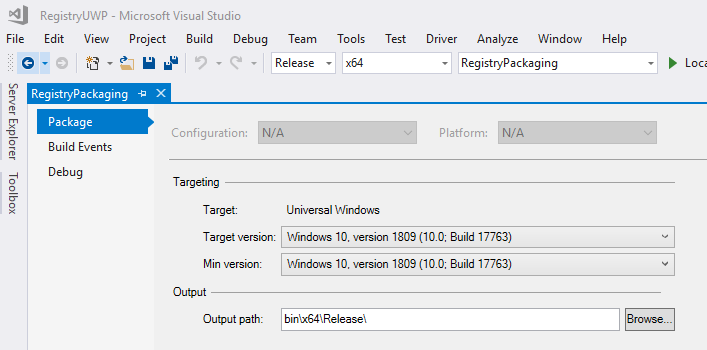 RegistryUWP - Microsoft Visual Studio
File Edit View Project Build Debug Team Tools Test Driver Analyze Window Help
Release x64 RegistryPackaging Loca
Server Explorer
Toolbox
RegistryPackaging
Package
Build Events
Debug
Configuration: N/A Platform: N/A
Targeting
Target: Universal Windows
Target version: Windows 10, version 1809 (10.0; Build 17763)
Min version: Windows 10, version 1809 (10.0; Build 17763)
Output
Output path: bin\x64\Release\ Browse...